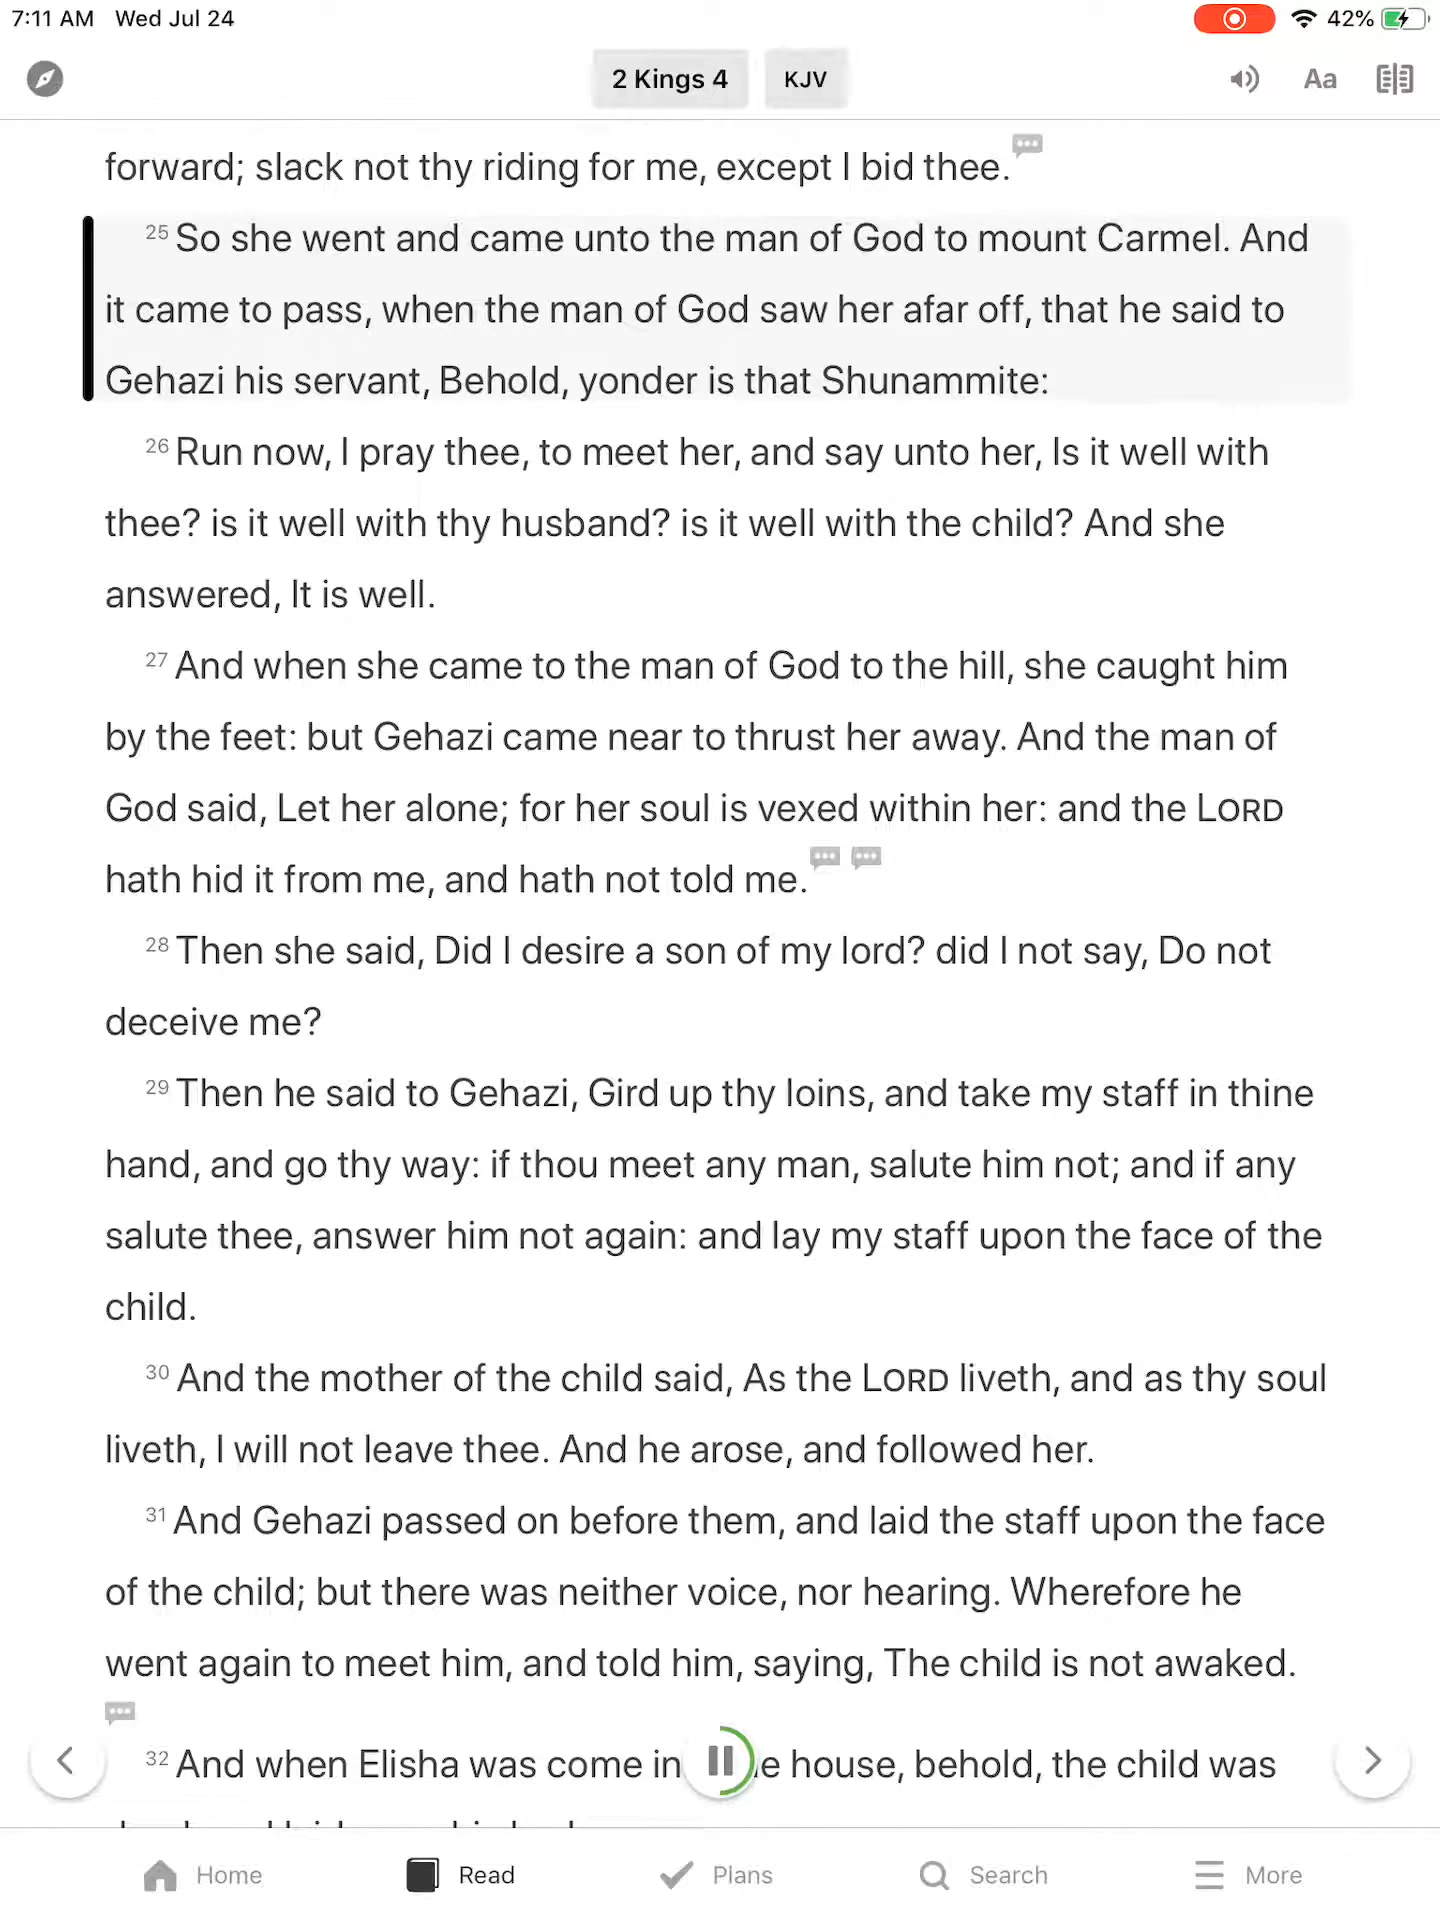 7:11 AM Wed Jul 24 42%
2 Kings 4 KJV Aa
forward; slack not thy riding for me, except I bid thee.
25 So she went and came unto the man of God to mount Carmel. And
it came to pass, when the man of God saw her afar off, that he said to
Gehazi his servant, Behold, yonder is that Shunammite:
26 Run now, I pray thee, to meet her, and say unto her, Is it well with
thee? is it well with thy husband? is it well with the child? And she
answered, It is well.
27 And when she came to the man of God to the hill, she caught him
by the feet: but Gehazi came near to thrust her away. And the man of
God said, Let her alone; for her soul is vexed within her: and the LORD
hath hid it from me, and hath not told me.
28 Then she said, Did I desire a son of my lord? did I not say, Do not
deceive me?
29 Then he said to Gehazi, Gird up thy loins, and take my staff in thine
hand, and go thy way: if thou meet any man, salute him not; and if any
salute thee, answer him not again: and lay my staff upon the face of the
child.
30 And the mother of the child said, As the LORD liveth, and as thy soul
liveth, I will not leave thee. And he arose, and followed her.
31 And Gehazi passed on before them, and laid the staff upon the face
of the child; but there was neither voice, nor hearing. Wherefore he
went again to meet him, and told him, saying, The child is not awaked.
32 And when Elisha was come in house, behold, the child was
Home Read Plans Search More